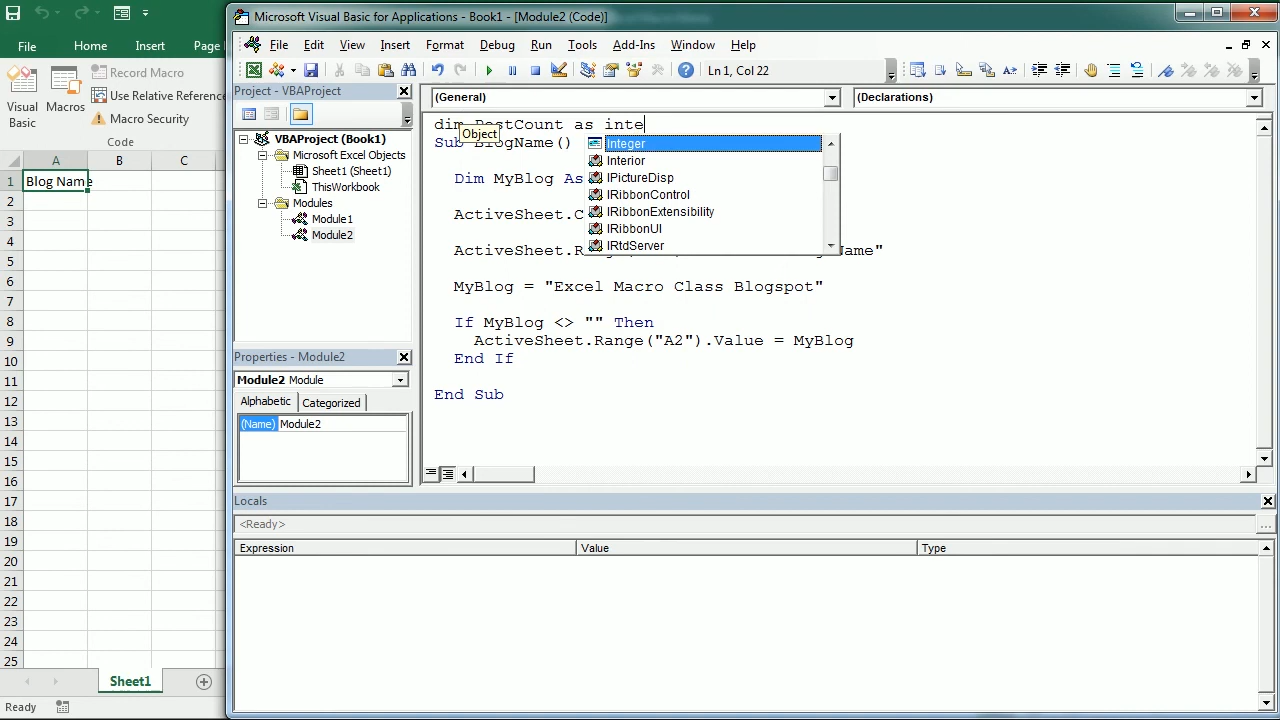 Microsoft Visual Basic for Applications - Book1 - [Module2 (Code)]
File Home Insert Page
File Edit View Insert Format Debug Run Tools Add-Ins Window Help
Record Macro
Use Relative Reference
Macro Security
Visual Basic
Macros
Code
Ln 1, Col 22
Project - VBAProject
VBAProject (Book1)
Microsoft Excel Objects
Sheet1 (Sheet1)
ThisWorkbook
Modules
Module1
Module2
Properties - Module2
Module2 Module
Alphabetic Categorized
(Name) Module2
(General) (Declarations)
dim PostCount as inte
Object
Sub BlogName()
Dim MyBlog As
ActiveSheet.C
ActiveSheet.R Name"
MyBlog = "Excel Macro Class Blogspot"
If MyBlog <> "" Then
ActiveSheet.Range("A2").Value = MyBlog
End If
End Sub
Integer
Interior
IPictureDisp
IRibbonControl
IRibbonExtensibility
IRibbonUI
IRtdServer
Locals
<Ready>
Expression Value Type
A B C
1 Blog Name
2
3
4
5
6
7
8
9
10
11
12
13
14
15
16
17
18
19
20
21
22
23
24
25
Sheet1
Ready